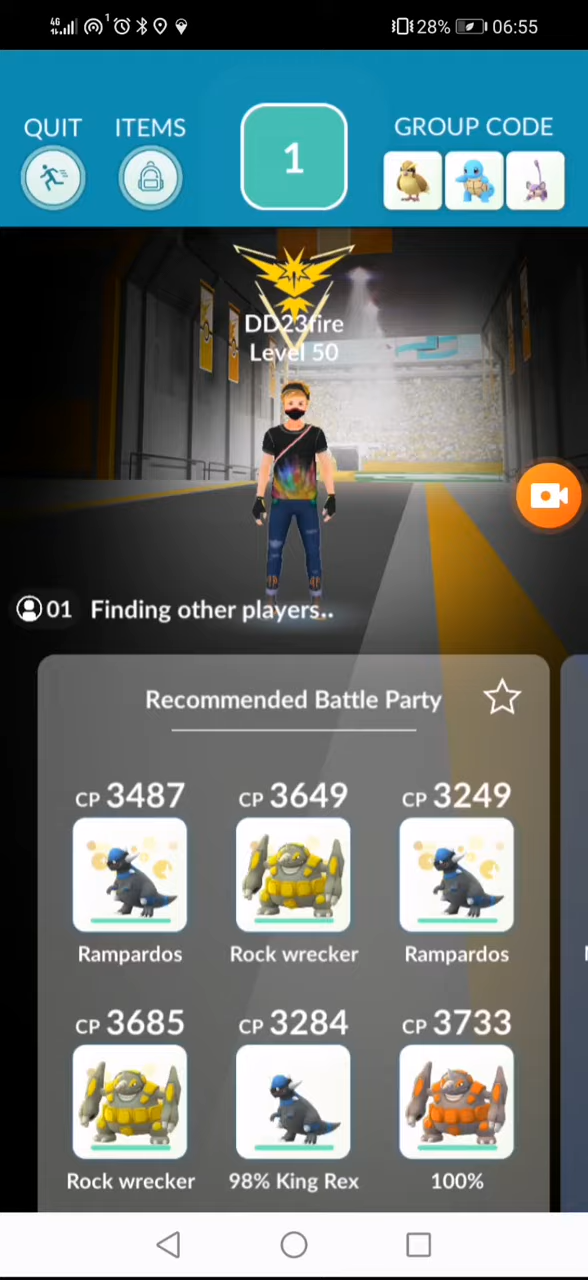 4G 1 28% 06:55
QUIT ITEMS GROUP CODE
1
DD23fire
Level 50
01 Finding other players..
Recommended Battle Party
CP 3487 CP 3649 CP 3249
Rampardos Rock wrecker Rampardos
CP 3685 CP 3284 CP 3733
Rock wrecker 98% King Rex 100%